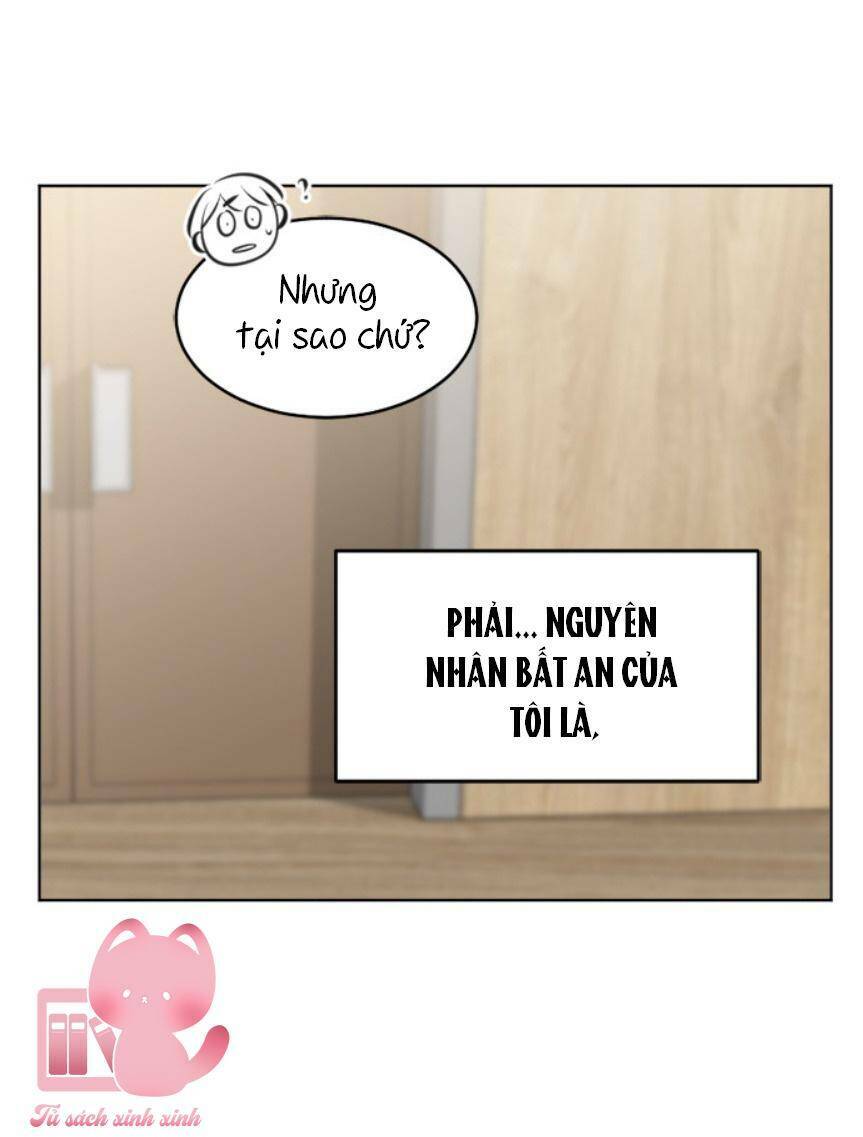 ?
Nhưng
tại sao chứ?
PHẢI... NGUYÊN
NHÂN BẤT AN CỦA
TÔI LÀ,
Tủ sách xinh xinh